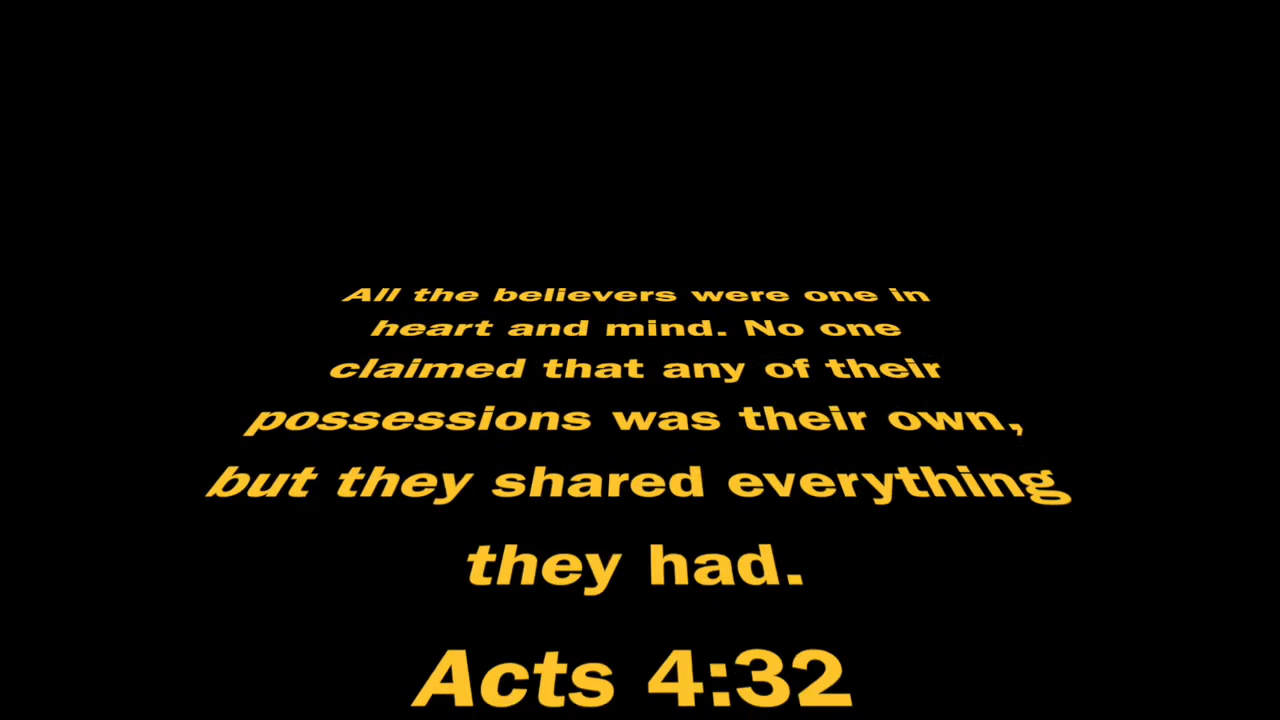 All the believers were one in
heart and mind. No one
claimed that any of their
possessions was their own,
but they shared everything
they had.
Acts 4:32